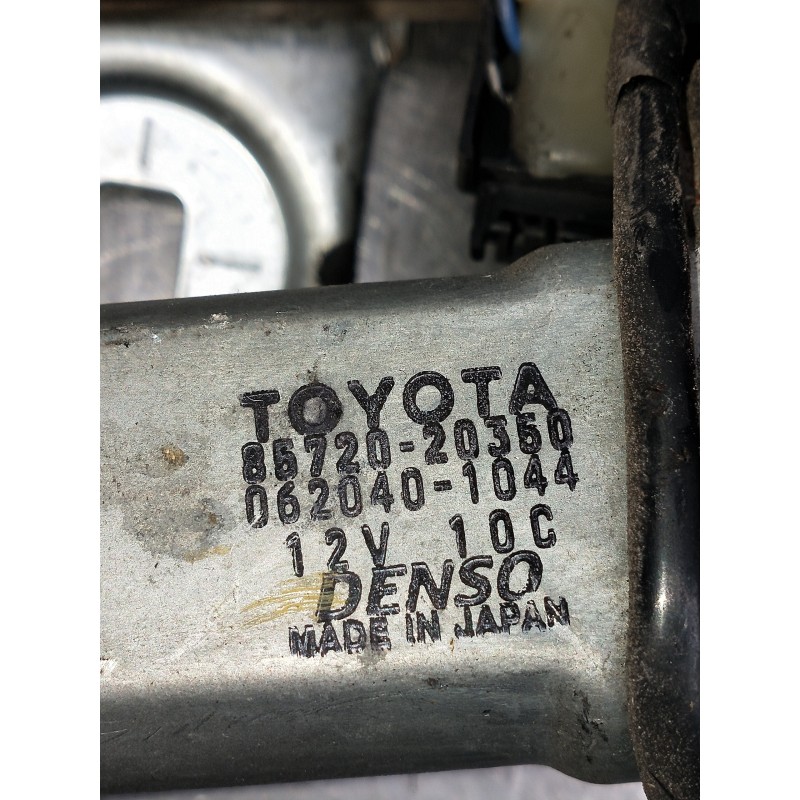 TOYOTA
85720-20350
062040-1044
12V 10C
DENSO
MADE IN JAPAN